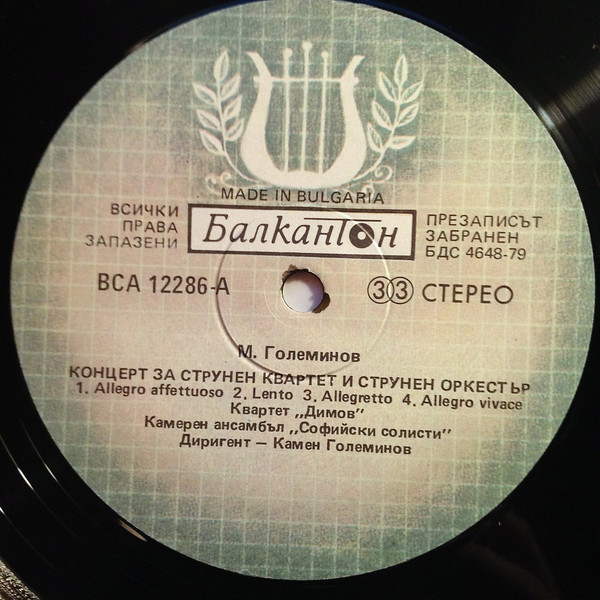 MADE IN BULGARIA
ВСИЧКИ
ПРАВА
ЗАПАЗЕНИ
Балкантон
ПРЕЗАПИСЪТ
ЗАБРАНЕН
БДС 4648-79
ВСА 12286-А
33 СТЕРЕО
М. Големинов
КОНЦЕРТ ЗА СТРУНЕН КВАРТЕТ И СТРУНЕН ОРКЕСТЪР
1. Allegro affettuoso 2. Lento 3. Allegretto 4. Allegro vivace
Квартет „Димов”
Камерен ансамбъл „Софийски солисти”
Диригент — Камен Големинов